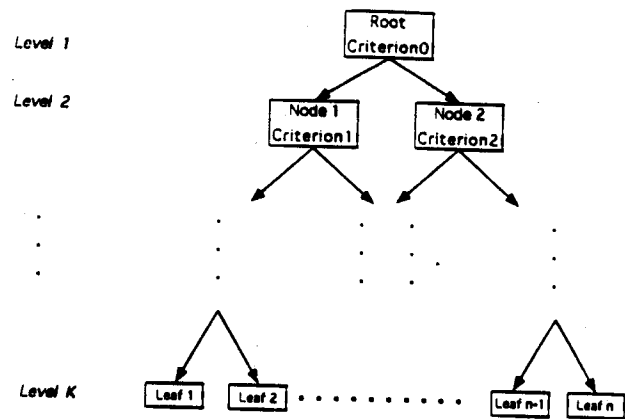 Level 1
Root
Criterion0
Level 2
Node 1
Criterion1
Node 2
Criterion2
Level K
Leaf 1
Leaf 2
Leaf n-1
Leaf n